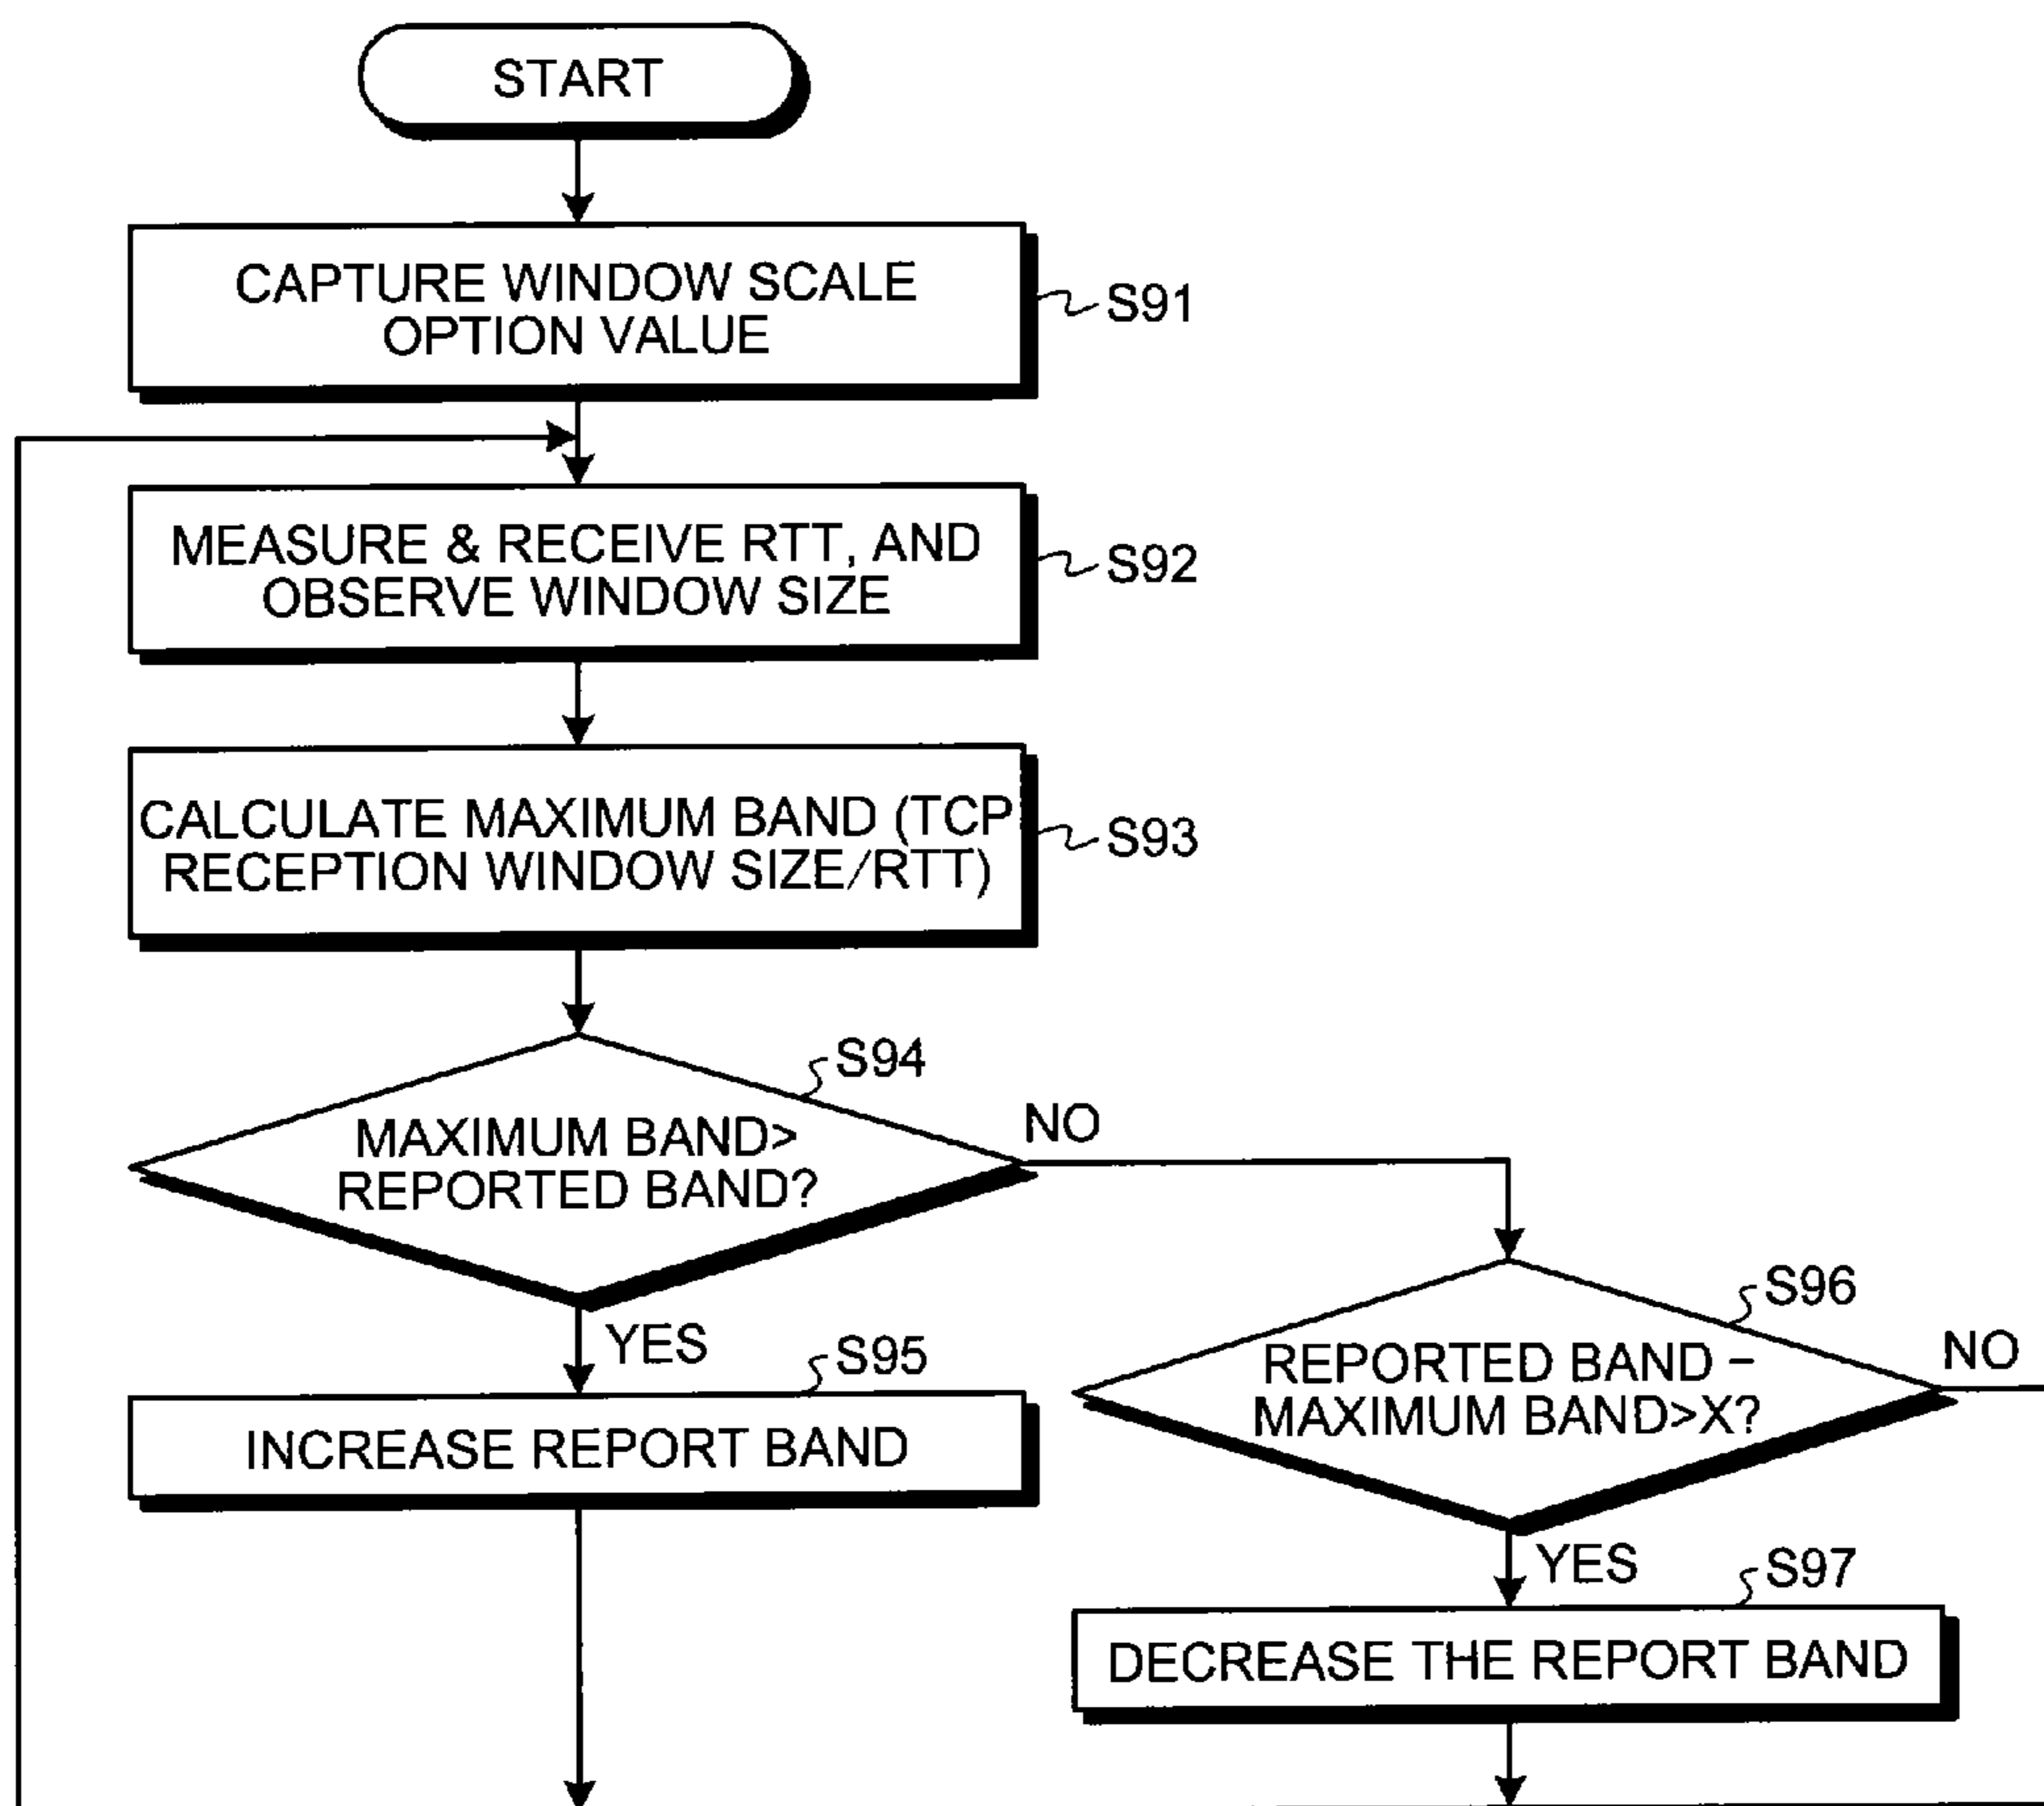 START
CAPTURE WINDOW SCALE
OPTION VALUE
S91
MEASURE & RECEIVE RTT, AND
OBSERVE WINDOW SIZE
S92
CALCULATE MAXIMUM BAND (TCP
RECEPTION WINDOW SIZE/RTT)
S93
S94
MAXIMUM BAND>
REPORTED BAND?
NO
YES
S95
INCREASE REPORT BAND
S96
REPORTED BAND –
MAXIMUM BAND>X?
NO
YES
S97
DECREASE THE REPORT BAND